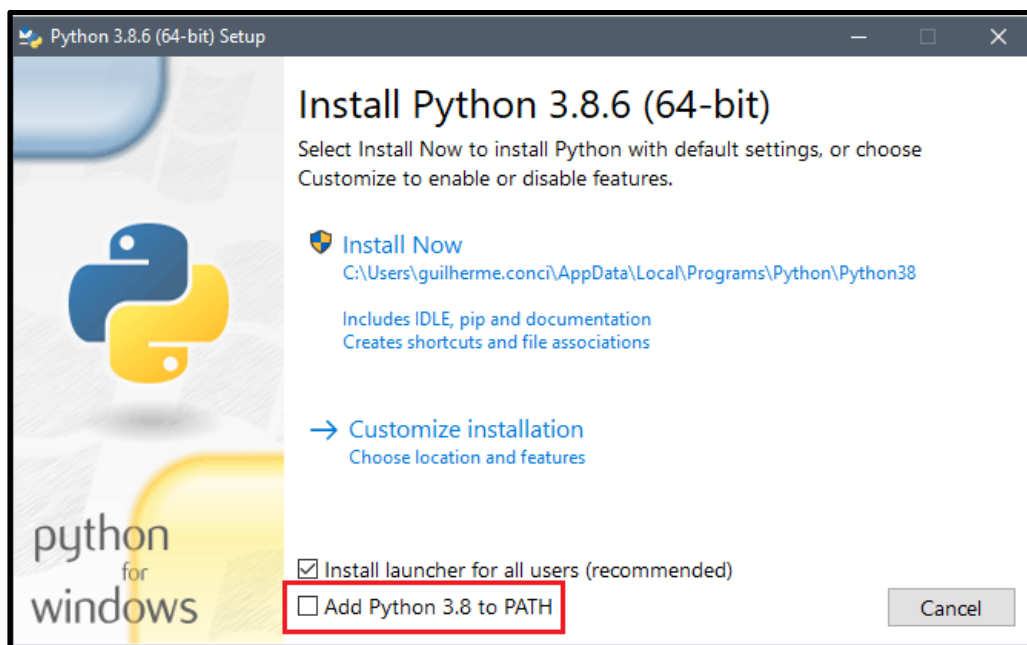 Python 3.8.6 (64-bit) Setup
Install Python 3.8.6 (64-bit)
Select Install Now to install Python with default settings, or choose
Customize to enable or disable features.
Install Now
C:\Users\guilherme.conci\AppData\Local\Programs\Python\Python38
Includes IDLE, pip and documentation
Creates shortcuts and file associations
Customize installation
Choose location and features
python
for
windows
Install launcher for all users (recommended)
Add Python 3.8 to PATH
Cancel